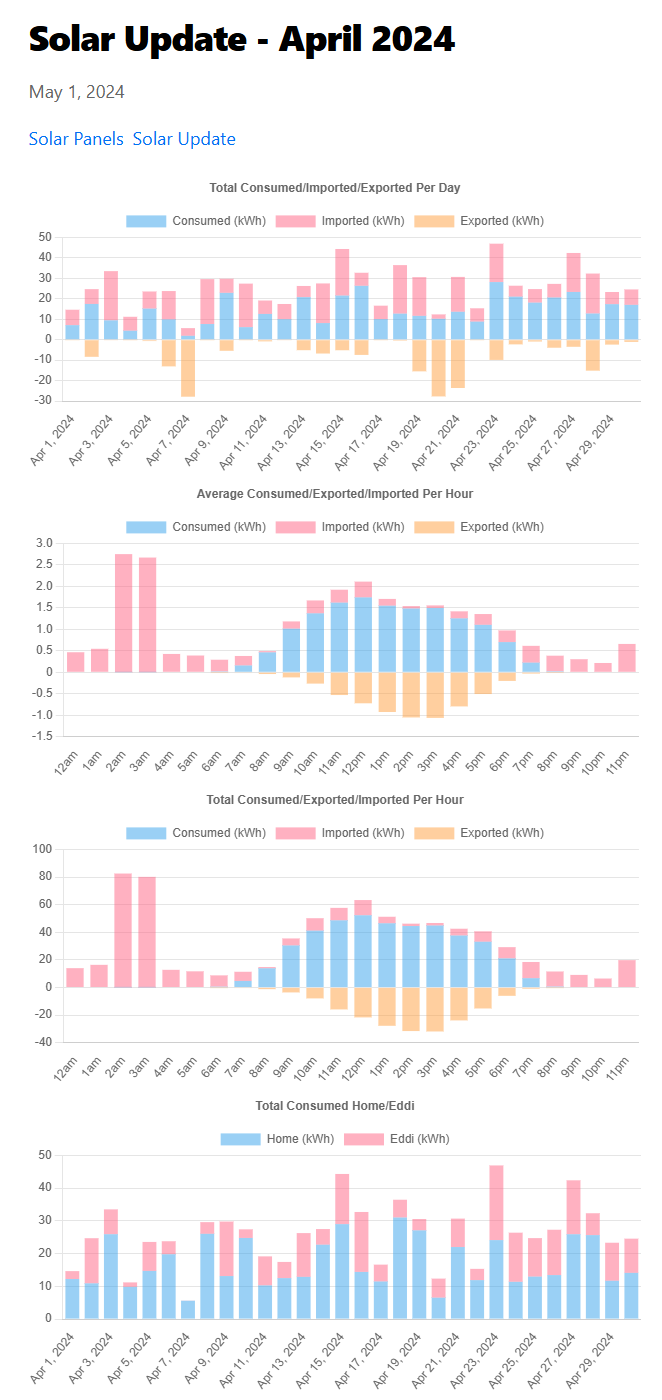 Solar Update - April 2024
May 1, 2024
Solar Panels Solar Update
Total Consumed/Imported/Exported Per Day
Consumed (kWh) Imported (kWh) Exported (kWh)
50
40
30
20
10
0
-10
-20
-30
Apr 1, 2024 Apr 3, 2024 Apr 5, 2024 Apr 7, 2024 Apr 9, 2024 Apr 11, 2024 Apr 13, 2024 Apr 15, 2024 Apr 17, 2024 Apr 19, 2024 Apr 21, 2024 Apr 23, 2024 Apr 25, 2024 Apr 27, 2024 Apr 29, 2024
Average Consumed/Exported/Imported Per Hour
Consumed (kWh) Imported (kWh) Exported (kWh)
3.0
2.5
2.0
1.5
1.0
0.5
0
-0.5
-1.0
-1.5
12am 1am 2am 3am 4am 5am 6am 7am 8am 9am 10am 11am 12pm 1pm 2pm 3pm 4pm 5pm 6pm 7pm 8pm 9pm 10pm 11pm
Total Consumed/Exported/Imported Per Hour
Consumed (kWh) Imported (kWh) Exported (kWh)
100
80
60
40
20
0
-20
-40
12am 1am 2am 3am 4am 5am 6am 7am 8am 9am 10am 11am 12pm 1pm 2pm 3pm 4pm 5pm 6pm 7pm 8pm 9pm 10pm 11pm
Total Consumed Home/Eddi
Home (kWh) Eddi (kWh)
50
40
30
20
10
0
Apr 1, 2024 Apr 3, 2024 Apr 5, 2024 Apr 7, 2024 Apr 9, 2024 Apr 11, 2024 Apr 13, 2024 Apr 15, 2024 Apr 17, 2024 Apr 19, 2024 Apr 21, 2024 Apr 23, 2024 Apr 25, 2024 Apr 27, 2024 Apr 29, 2024